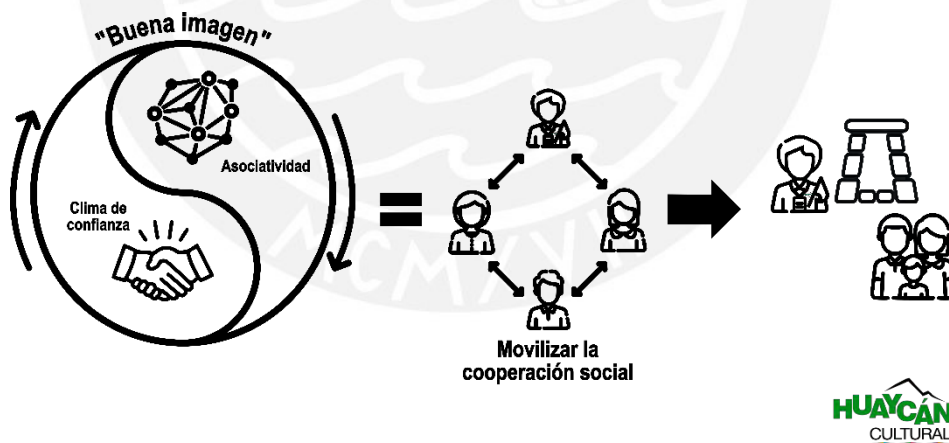 "Buena imagen"
Asociatividad
Clima de
confianza
Movilizar la
cooperación social
HUAYCÁN
CULTURAL